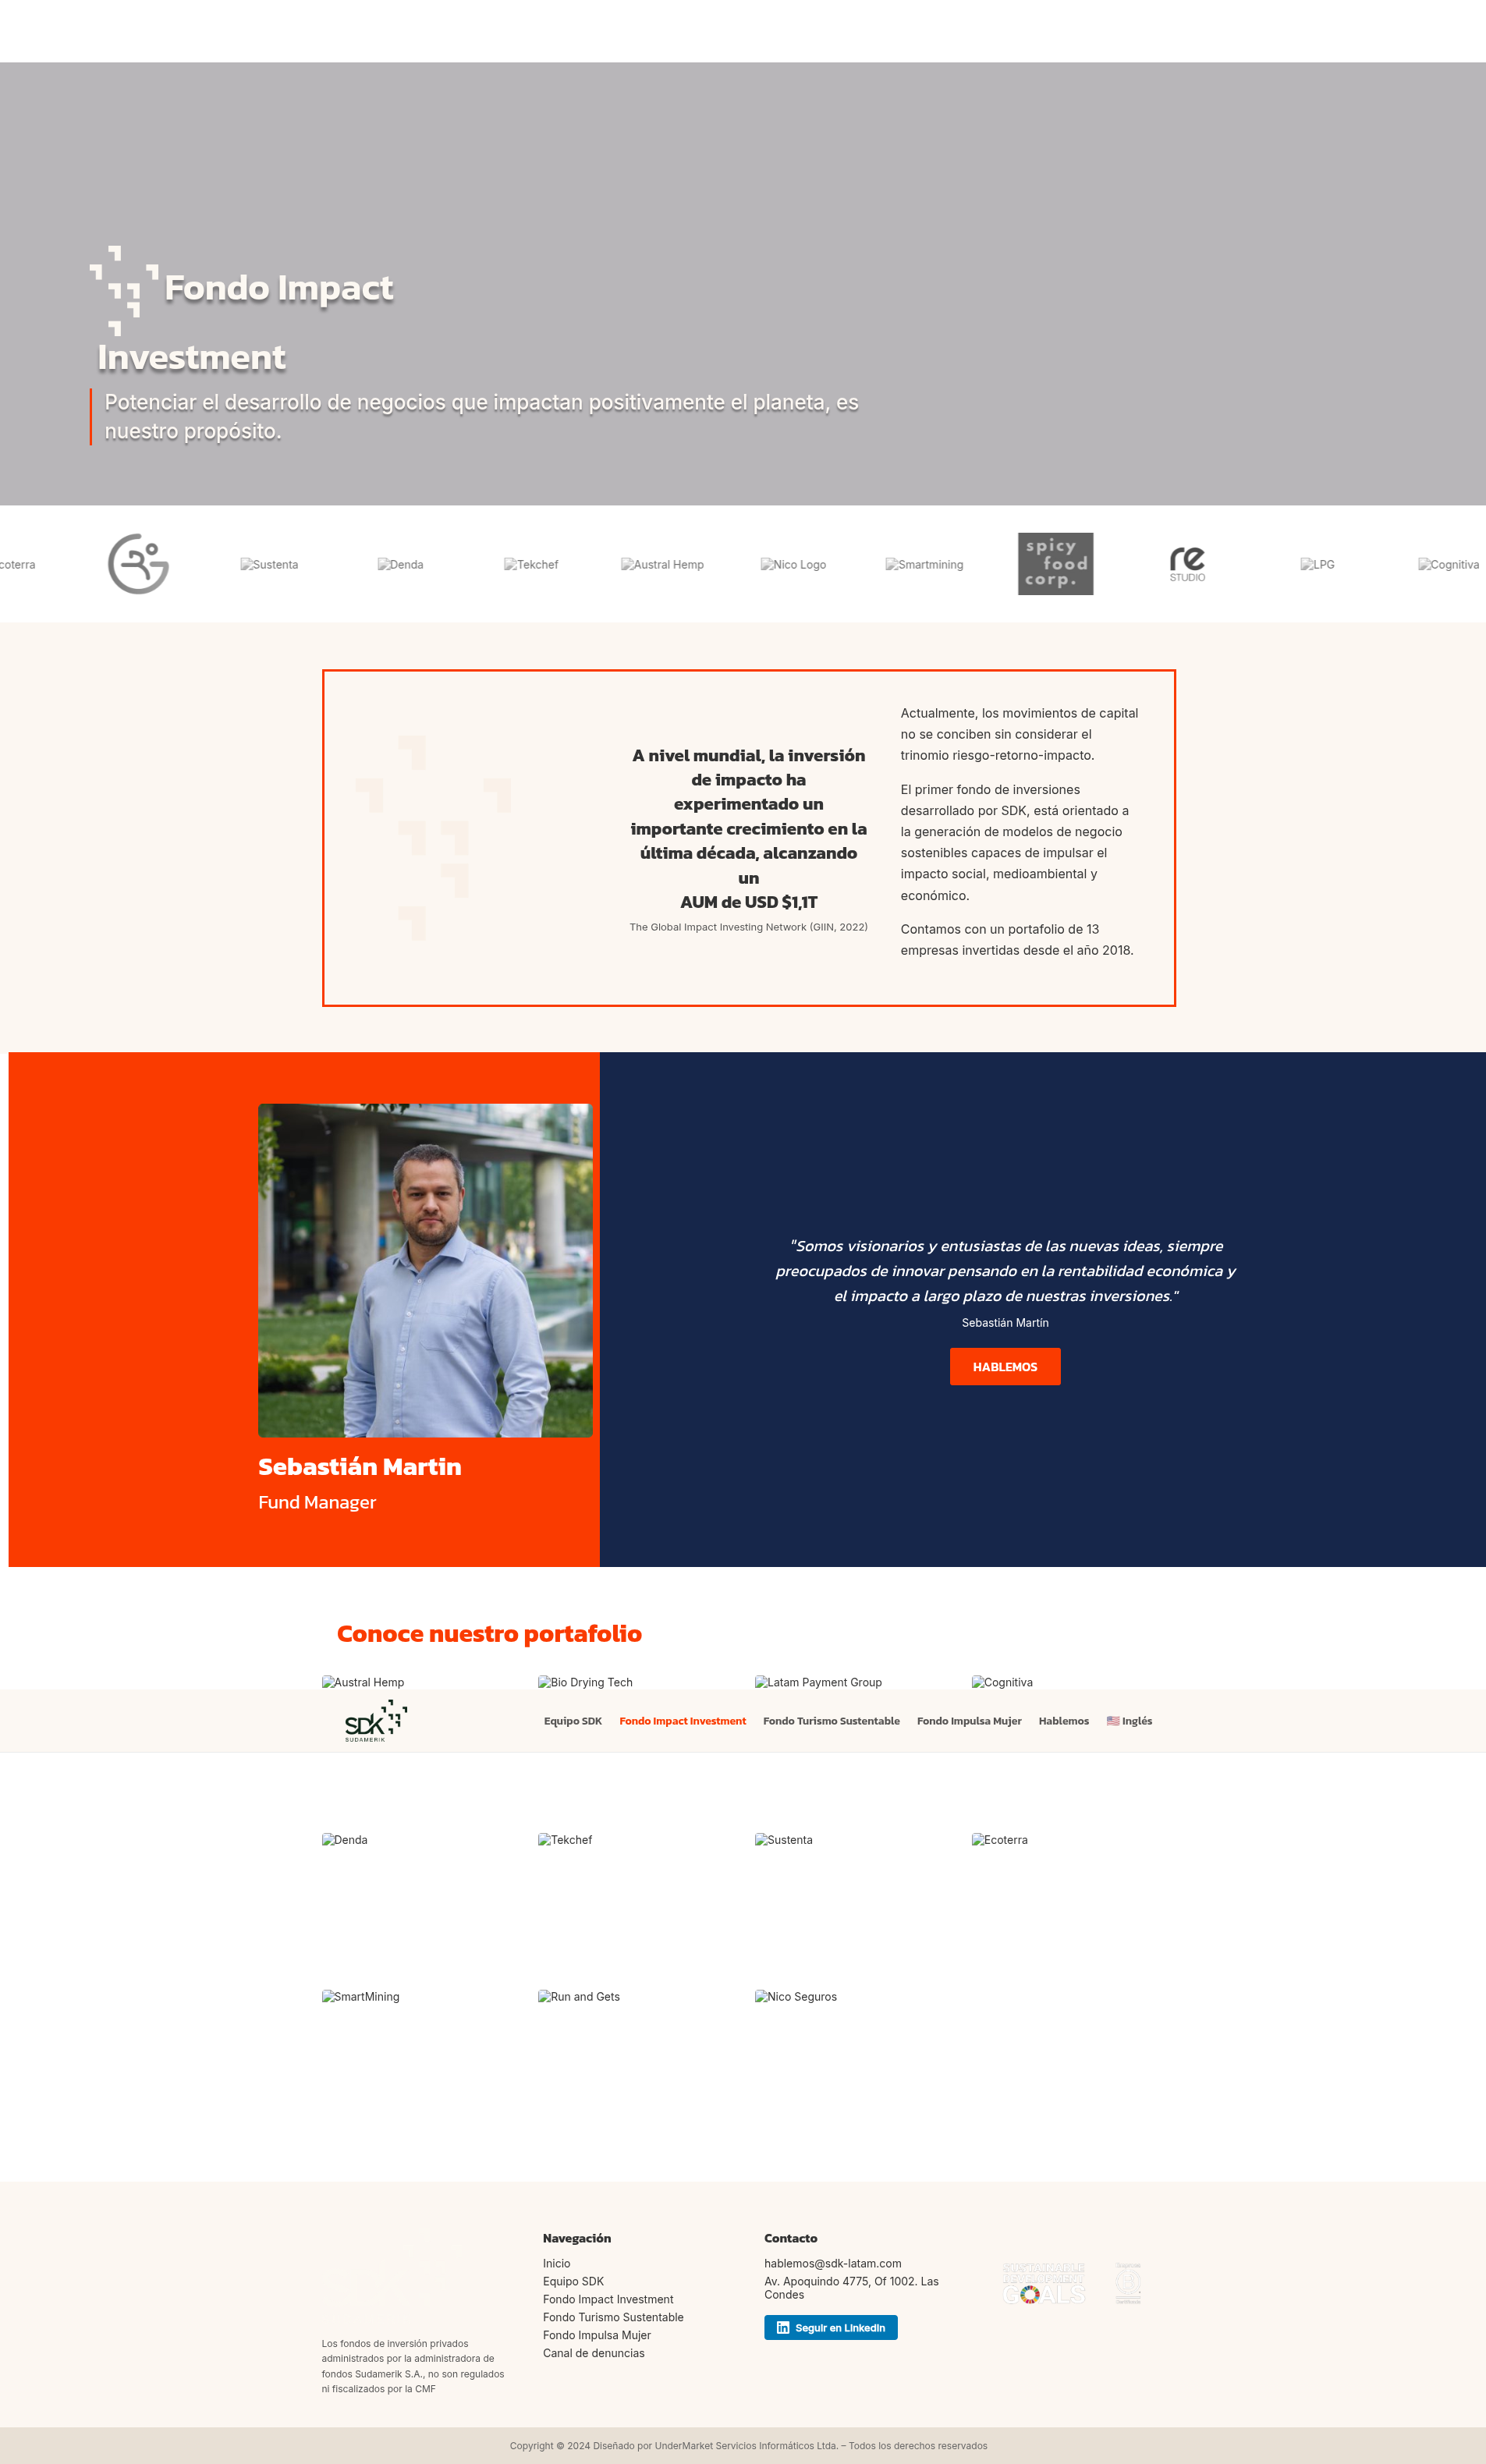 Fondo Impact
Investment
Potenciar el desarrollo de negocios que impactan positivamente el planeta, es
nuestro propósito.
coterra
Sustenta
Denda
Tekchef
Austral Hemp
Nico Logo
Smartmining
spicy
food
corp.
re
STUDIO
LPG
Cognitiva
A nivel mundial, la inversión
de impacto ha
experimentado un
importante crecimiento en la
última década, alcanzando
un
AUM de USD $1,1T
The Global Impact Investing Network (GIIN, 2022)
Actualmente, los movimientos de capital
no se conciben sin considerar el
trinomio riesgo-retorno-impacto.
El primer fondo de inversiones
desarrollado por SDK, está orientado a
la generación de modelos de negocio
sostenibles capaces de impulsar el
impacto social, medioambiental y
económico.
Contamos con un portafolio de 13
empresas invertidas desde el año 2018.
Sebastián Martin
Fund Manager
"Somos visionarios y entusiastas de las nuevas ideas, siempre
preocupados de innovar pensando en la rentabilidad económica y
el impacto a largo plazo de nuestras inversiones."
Sebastián Martín
HABLEMOS
Conoce nuestro portafolio
Austral Hemp
Bio Drying Tech
Latam Payment Group
Cognitiva
SDK
SUDAMERIK
Equipo SDK
Fondo Impact Investment
Fondo Turismo Sustentable
Fondo Impulsa Mujer
Hablemos
🇺🇸 Inglés
Denda
Tekchef
Sustenta
Ecoterra
SmartMining
Run and Gets
Nico Seguros
Los fondos de inversión privados
administrados por la administradora de
fondos Sudamerik S.A., no son regulados
ni fiscalizados por la CMF
Navegación
Inicio
Equipo SDK
Fondo Impact Investment
Fondo Turismo Sustentable
Fondo Impulsa Mujer
Canal de denuncias
Contacto
hablemos@sdk-latam.com
Av. Apoquindo 4775, Of 1002. Las
Condes
Seguir en LinkedIn
SUSTAINABLE
DEVELOPMENT
GOALS
Copyright © 2024 Diseñado por UnderMarket Servicios Informáticos Ltda. – Todos los derechos reservados